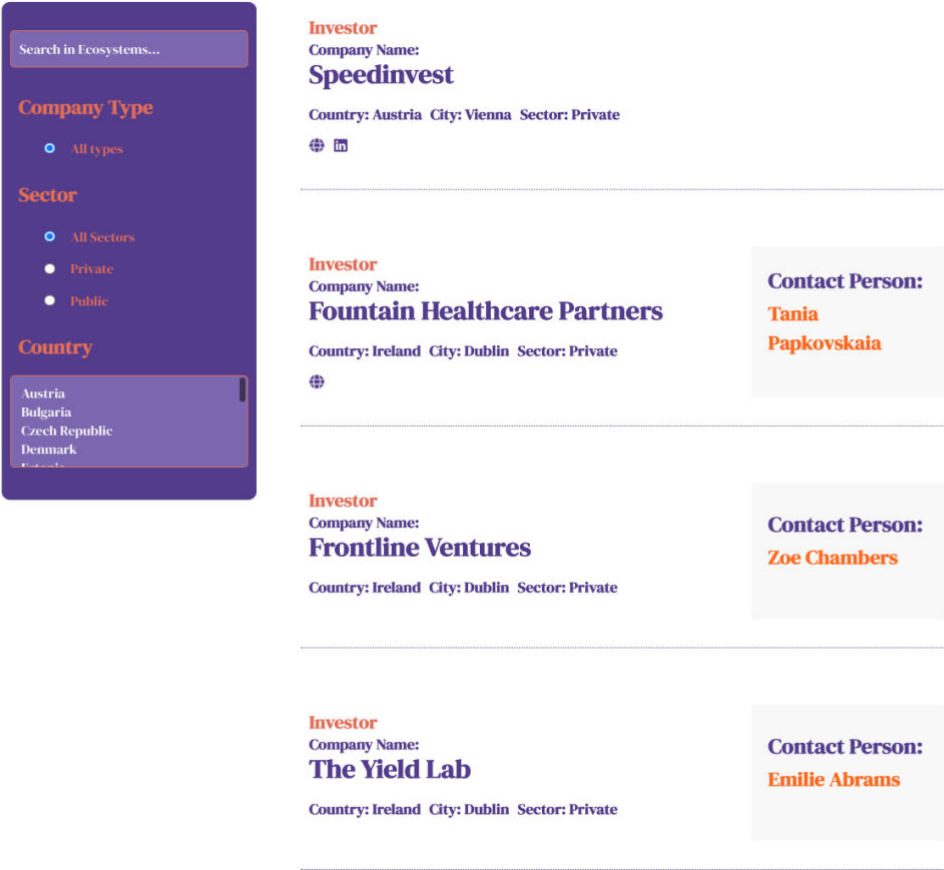 Search in Ecosystems...
Company Type
All types
Sector
All Sectors
Private
Public
Country
Austria
Bulgaria
Czech Republic
Denmark
Investor
Company Name:
Speedinvest
Country: Austria City: Vienna Sector: Private
in
Investor
Company Name:
Fountain Healthcare Partners
Country: Ireland City: Dublin Sector: Private
Contact Person:
Tania
Papkovskaia
Investor
Company Name:
Frontline Ventures
Country: Ireland City: Dublin Sector: Private
Contact Person:
Zoe Chambers
Investor
Company Name:
The Yield Lab
Country: Ireland City: Dublin Sector: Private
Contact Person:
Emilie Abrams